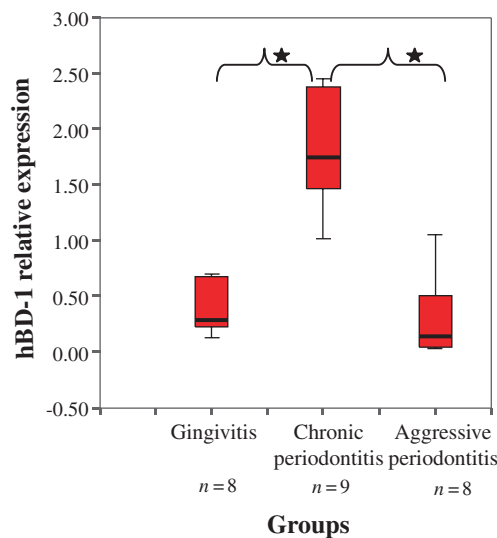 hBD-1 relative expression
3.00
2.50
2.00
1.50
1.00
0.50
0.00
-0.50
Gingivitis
n = 8
Chronic
periodontitis
n = 9
Aggressive
periodontitis
n = 8
Groups